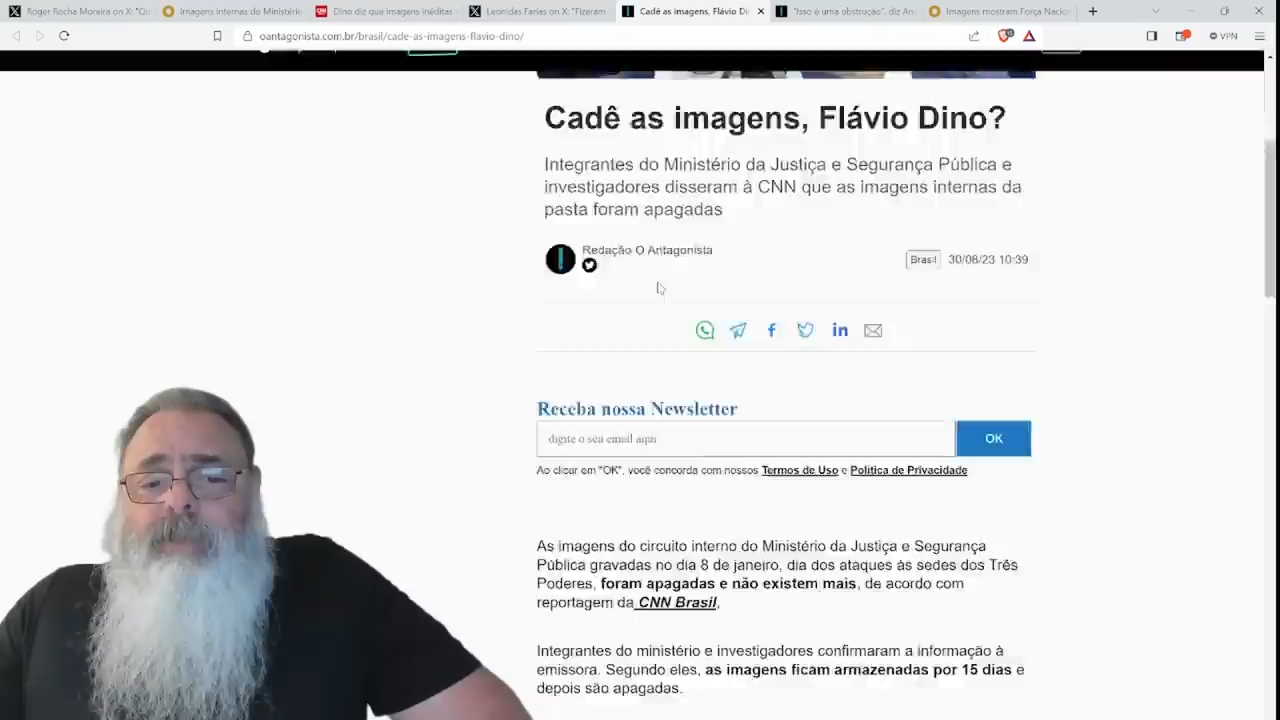 Roger Rocha Moreira on X: "Qu
Imagens internas do Ministério
Dino diz que imagens inéditas
Leonidas Farias on X: "Fizeram
Cadê as imagens, Flávio Di
"Isso é uma obstrução", diz An
Imagens mostram Força Nacion
oantagonista.com.br/brasil/cade-as-imagens-flavio-dino/
VPN
Cadê as imagens, Flávio Dino?
Integrantes do Ministério da Justiça e Segurança Pública e
investigadores disseram à CNN que as imagens internas da
pasta foram apagadas
Redação O Antagonista
Brasil
30/08/23 10:39
Receba nossa Newsletter
digite o seu email aqui
OK
Ao clicar em "OK", você concorda com nossos Termos de Uso e Política de Privacidade
As imagens do circuito interno do Ministério da Justiça e Segurança
Pública gravadas no dia 8 de janeiro, dia dos ataques às sedes dos Três
Poderes, foram apagadas e não existem mais, de acordo com
reportagem da CNN Brasil,
Integrantes do ministério e investigadores confirmaram a informação à
emissora. Segundo eles, as imagens ficam armazenadas por 15 dias e
depois são apagadas.